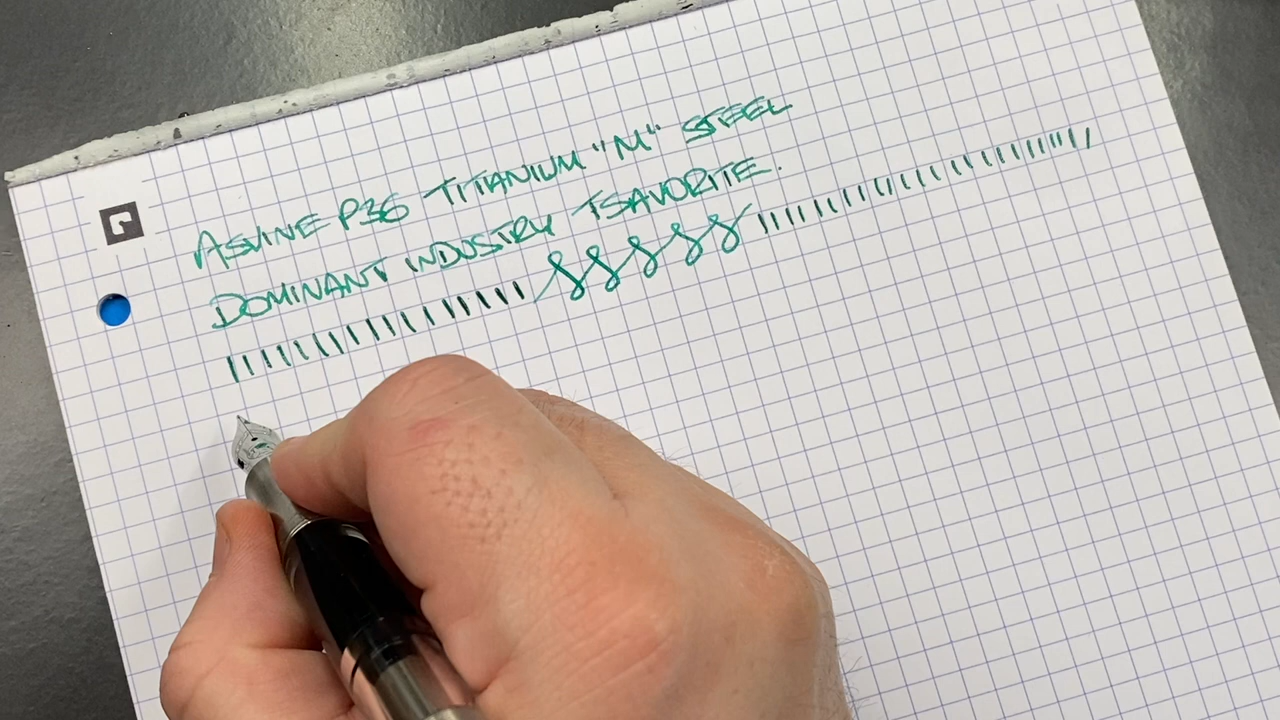 ASVINE P36 TITANIUM "M" STEEL
DOMINANT INDUSTRY TSAVORITE.